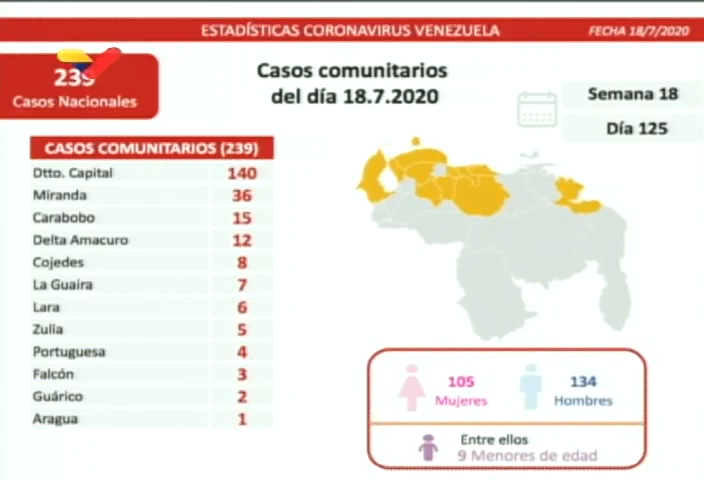 ESTADÍSTICAS CORONAVIRUS VENEZUELA
FECHA 18/7/2020
239
Casos Nacionales
Casos comunitarios
del día 18.7.2020
Semana 18
Día 125
CASOS COMUNITARIOS (239)
Dtto. Capital 140
Miranda 36
Carabobo 15
Delta Amacuro 12
Cojedes 8
La Guaira 7
Lara 6
Zulia 5
Portuguesa 4
Falcón 3
Guárico 2
Aragua 1
105
Mujeres
134
Hombres
Entre ellos
9 Menores de edad